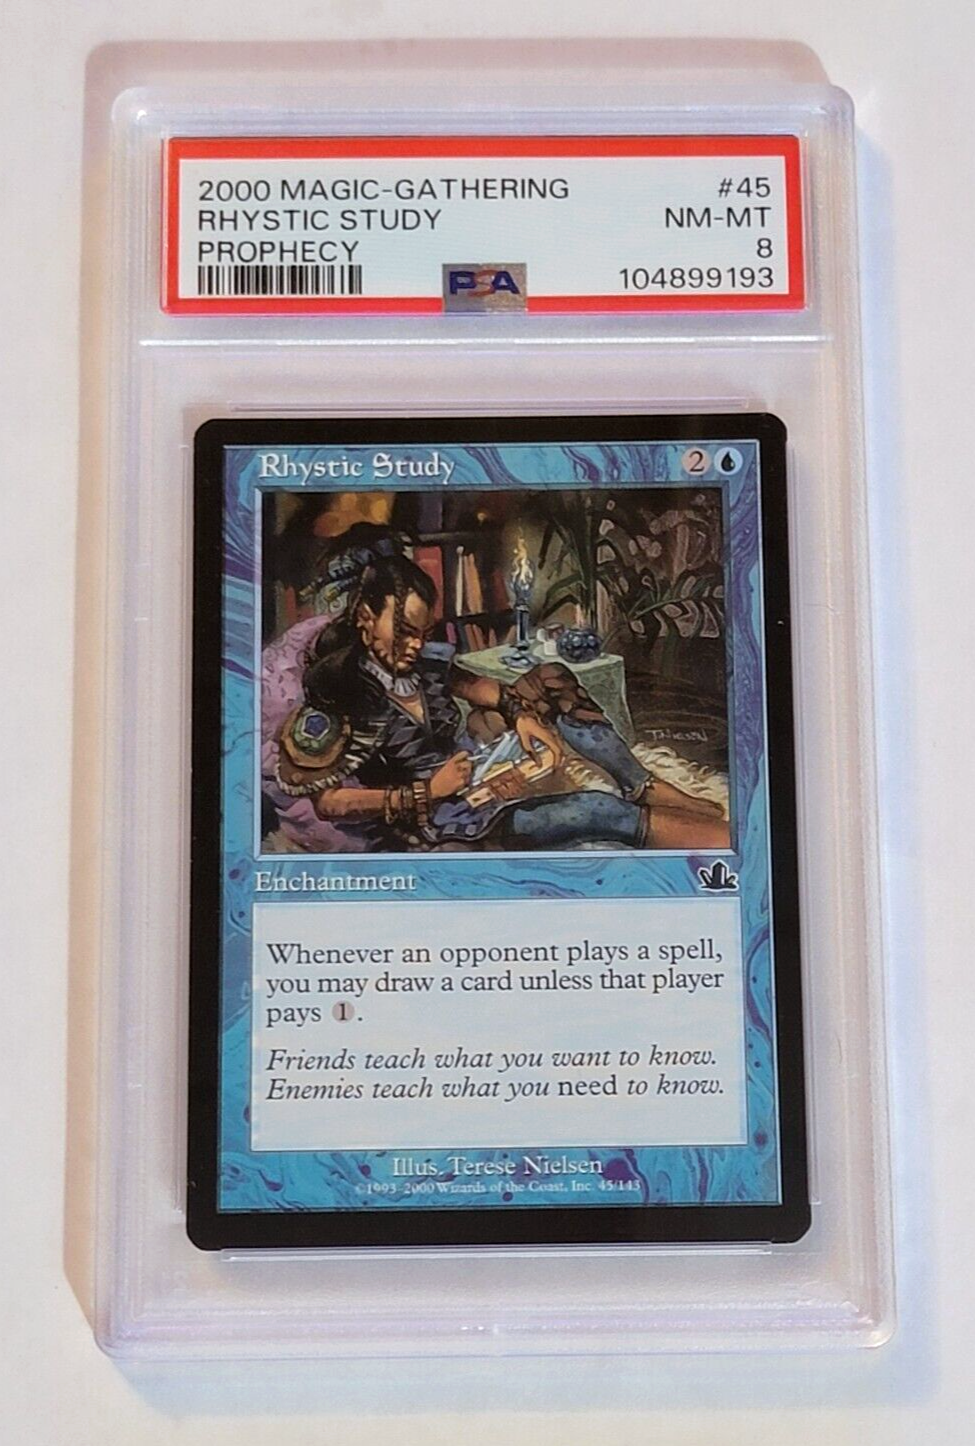 2000 MAGIC-GATHERING #45
RHYSTIC STUDY NM-MT
PROPHECY 8
PSA 104899193
Rhystic Study 2
T.NIELSEN
Enchantment
Whenever an opponent plays a spell,
you may draw a card unless that player
pays 1.
Friends teach what you want to know.
Enemies teach what you need to know.
Illus. Terese Nielsen
©1993-2000 Wizards of the Coast, Inc. 45/143